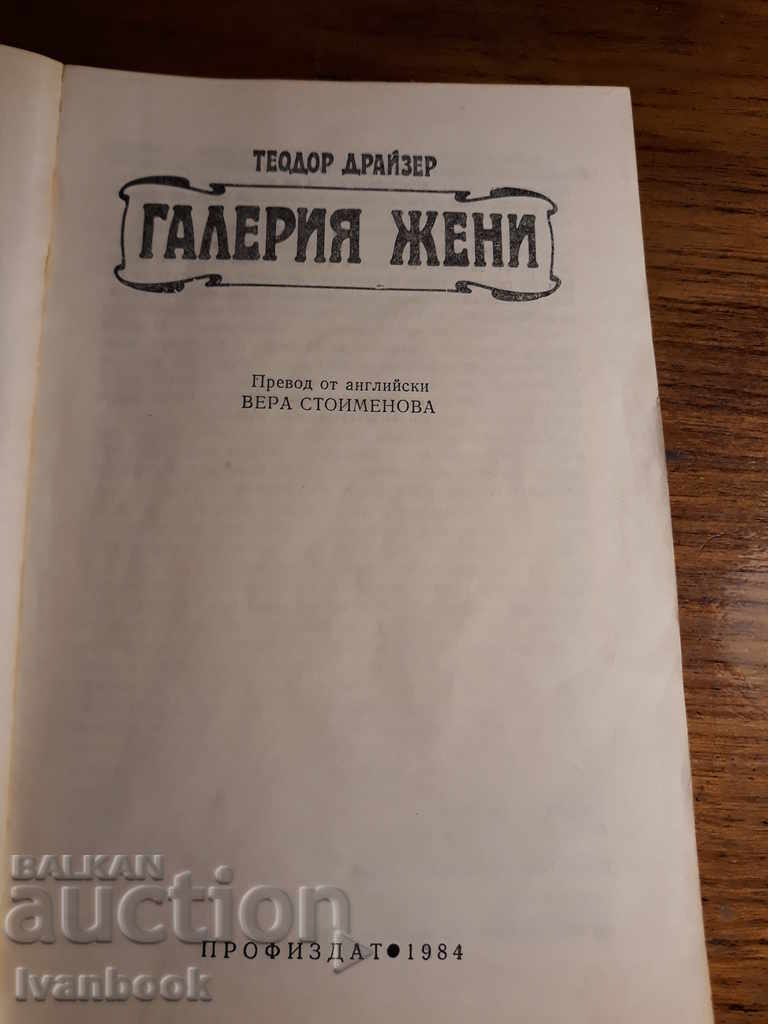 ТЕОДОР ДРАЙЗЕР
ГАЛЕРИЯ ЖЕНИ
Превод от английски
ВЕРА СТОИМЕНОВА
BALKAN
auction
ПРОФИЗДАТ●1984
Ivanbook